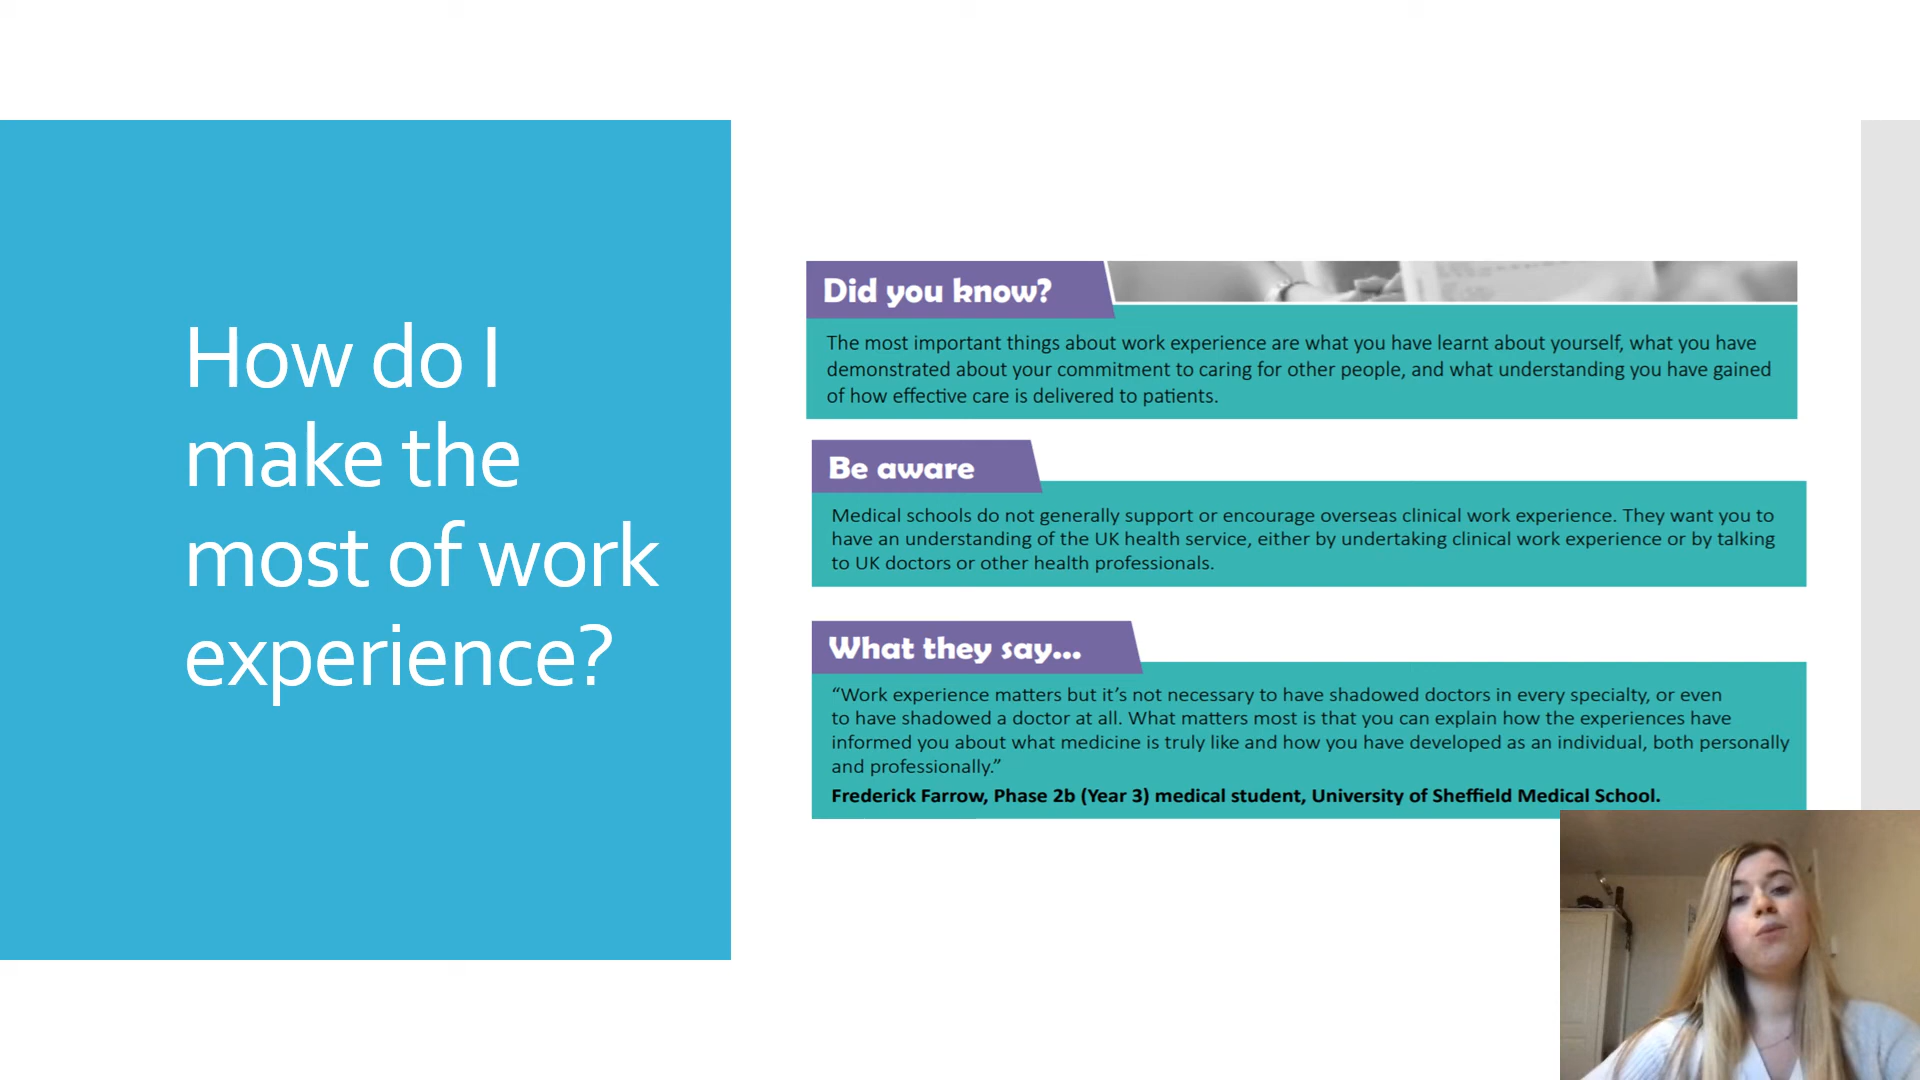 How do I
make the
most of work
experience?
Did you know?
The most important things about work experience are what you have learnt about yourself, what you have
demonstrated about your commitment to caring for other people, and what understanding you have gained
of how effective care is delivered to patients.
Be aware
Medical schools do not generally support or encourage overseas clinical work experience. They want you to
have an understanding of the UK health service, either by undertaking clinical work experience or by talking
to UK doctors or other health professionals.
What they say...
“Work experience matters but it’s not necessary to have shadowed doctors in every specialty, or even
to have shadowed a doctor at all. What matters most is that you can explain how the experiences have
informed you about what medicine is truly like and how you have developed as an individual, both personally
and professionally.”
Frederick Farrow, Phase 2b (Year 3) medical student, University of Sheffield Medical School.